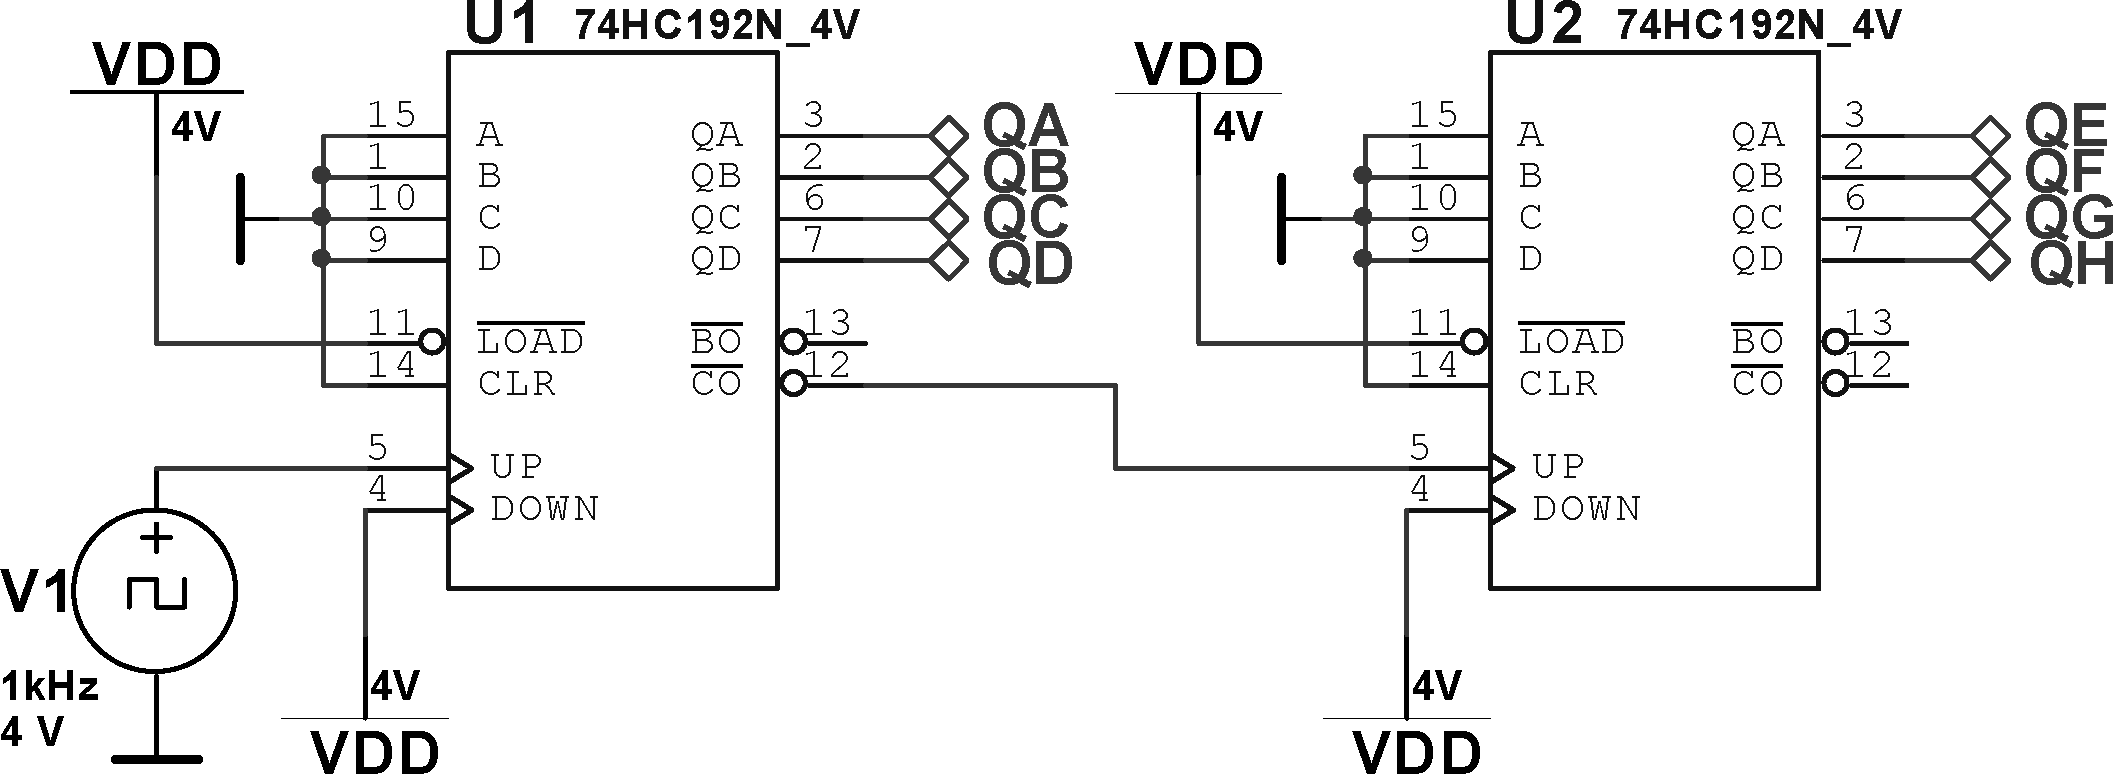 U1 74HC192N_4V
VDD
4V
15 A QA 3 QA
1 B QB 2 QB
10 C QC 6 QC
9 D QD 7 QD
11 LOAD BO 13
14 CLR CO 12
5 UP
4 DOWN
V1
1kHz
4 V
4V
VDD
U2 74HC192N_4V
VDD
4V
15 A QA 3 QE
1 B QB 2 QF
10 C QC 6 QG
9 D QD 7 QH
11 LOAD BO 13
14 CLR CO 12
5 UP
4 DOWN
4V
VDD